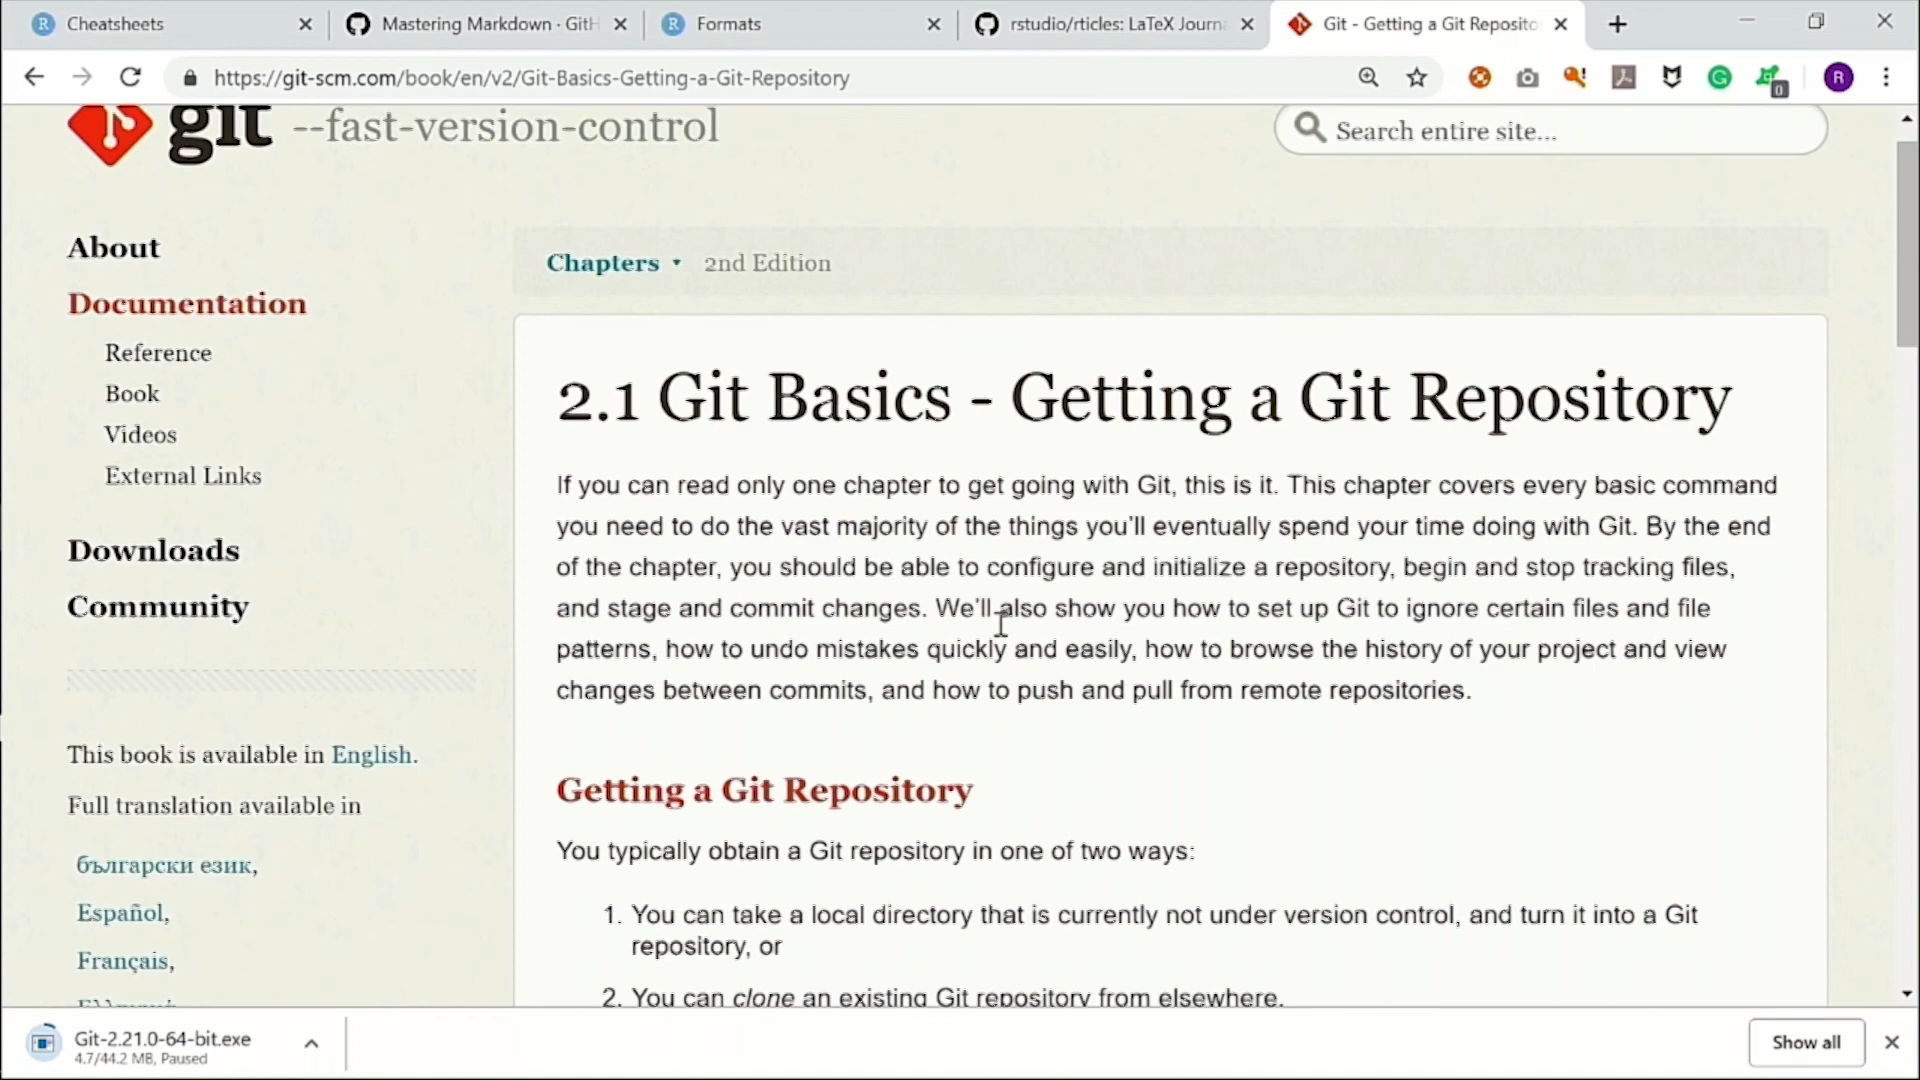 Cheatsheets
Mastering Markdown · GitH
Formats
rstudio/rticles: LaTeX Journa
Git - Getting a Git Reposito
https://git-scm.com/book/en/v2/Git-Basics-Getting-a-Git-Repository
G
0
R
git --fast-version-control
Search entire site...
About
Documentation
Reference
Book
Videos
External Links
Downloads
Community
This book is available in English.
Full translation available in
български език,
Español,
Français,
Chapters ▾ 2nd Edition
2.1 Git Basics - Getting a Git Repository
If you can read only one chapter to get going with Git, this is it. This chapter covers every basic command
you need to do the vast majority of the things you’ll eventually spend your time doing with Git. By the end
of the chapter, you should be able to configure and initialize a repository, begin and stop tracking files,
and stage and commit changes. We’ll also show you how to set up Git to ignore certain files and file
patterns, how to undo mistakes quickly and easily, how to browse the history of your project and view
changes between commits, and how to push and pull from remote repositories.
Getting a Git Repository
You typically obtain a Git repository in one of two ways:
1. You can take a local directory that is currently not under version control, and turn it into a Git
repository, or
2. You can clone an existing Git repository from elsewhere.
Git-2.21.0-64-bit.exe
4.7/44.2 MB, Paused
Show all